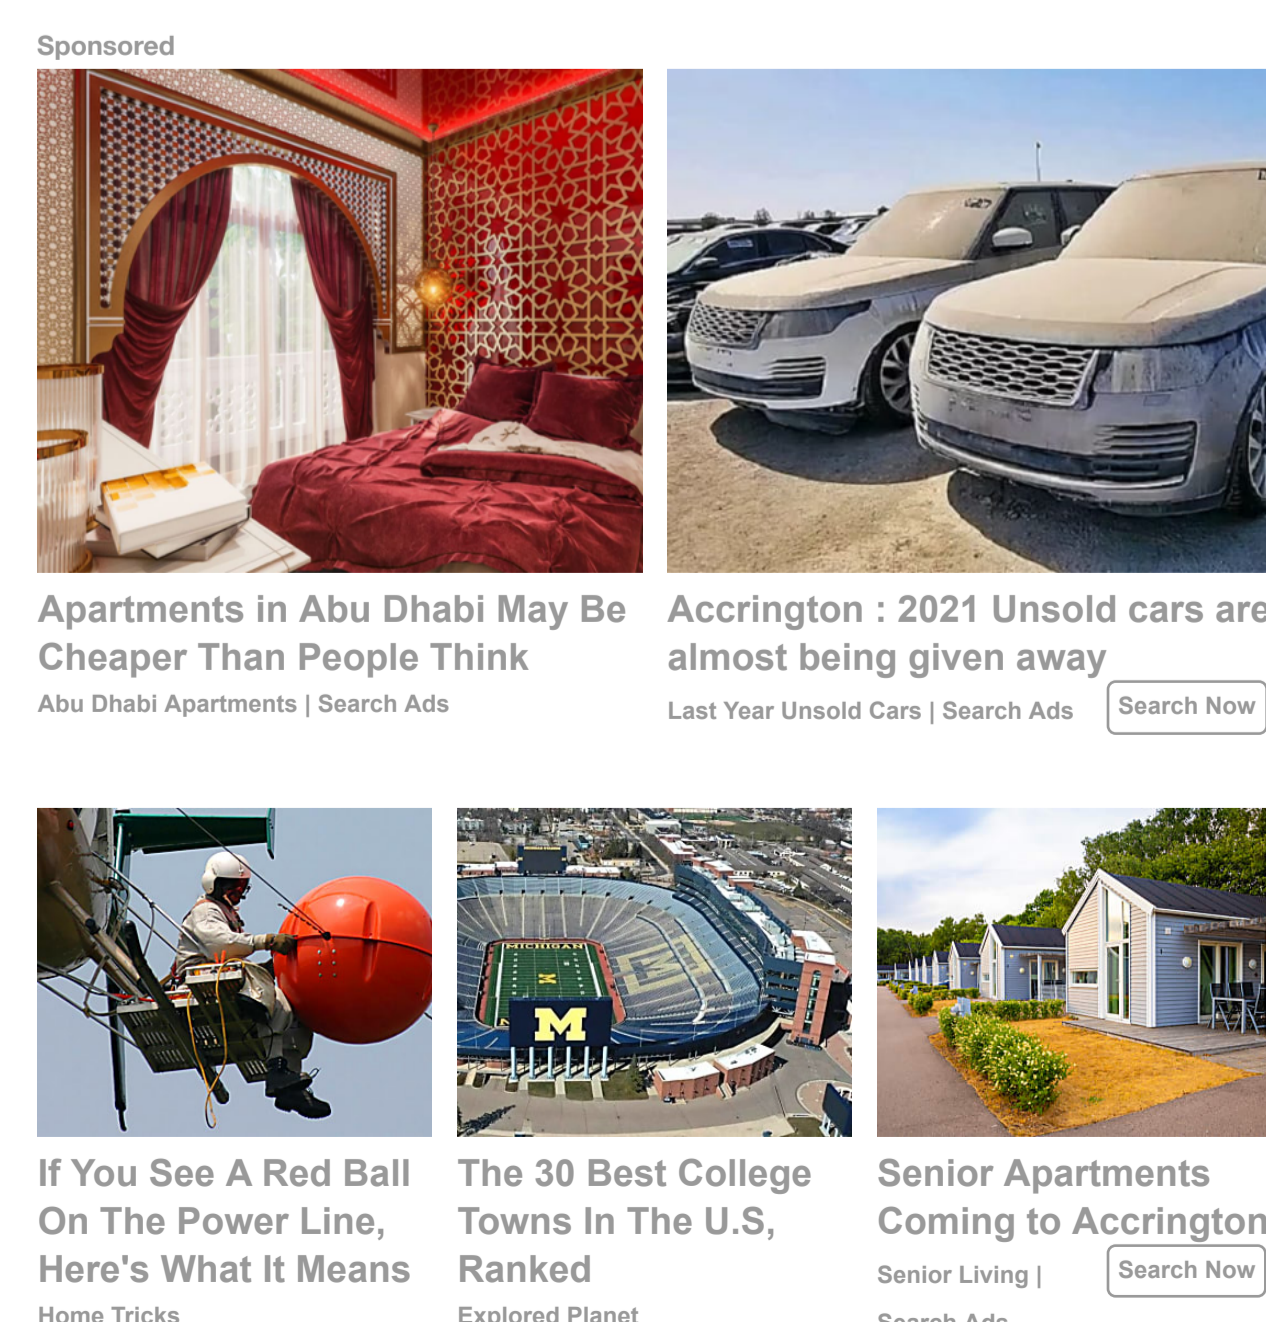 Sponsored
Apartments in Abu Dhabi May Be
Cheaper Than People Think
Abu Dhabi Apartments | Search Ads
Accrington : 2021 Unsold cars are
almost being given away
Last Year Unsold Cars | Search Ads
Search Now
MICHIGAN
M
M
M
If You See A Red Ball
On The Power Line,
Here's What It Means
Home Tricks
The 30 Best College
Towns In The U.S,
Ranked
Explored Planet
Senior Apartments
Coming to Accrington
Senior Living |
Search Ads
Search Now